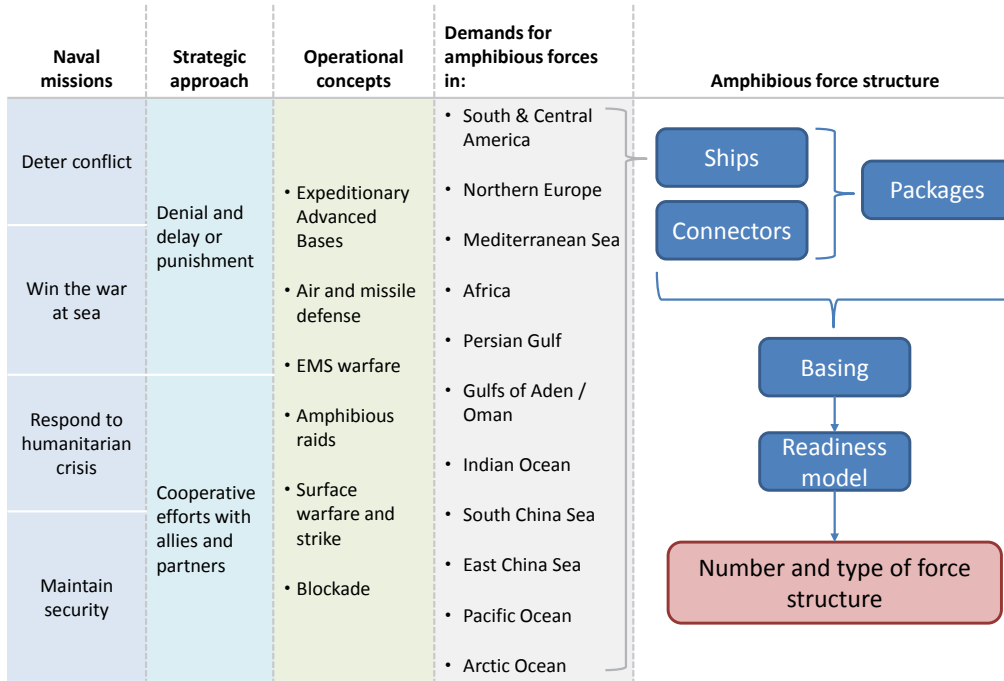 Naval
missions
Strategic
approach
Operational
concepts
Demands for
amphibious forces
in:
Amphibious force structure
Deter conflict
Win the war
at sea
Respond to
humanitarian
crisis
Maintain
security
Denial and
delay or
punishment
Cooperative
efforts with
allies and
partners
• Expeditionary
Advanced
Bases
• Air and missile
defense
• EMS warfare
• Amphibious
raids
• Surface
warfare and
strike
• Blockade
• South & Central
America
• Northern Europe
• Mediterranean Sea
• Africa
• Persian Gulf
• Gulfs of Aden /
Oman
• Indian Ocean
• South China Sea
• East China Sea
• Pacific Ocean
• Arctic Ocean
Ships
Connectors
Packages
Basing
Readiness
model
Number and type of force
structure